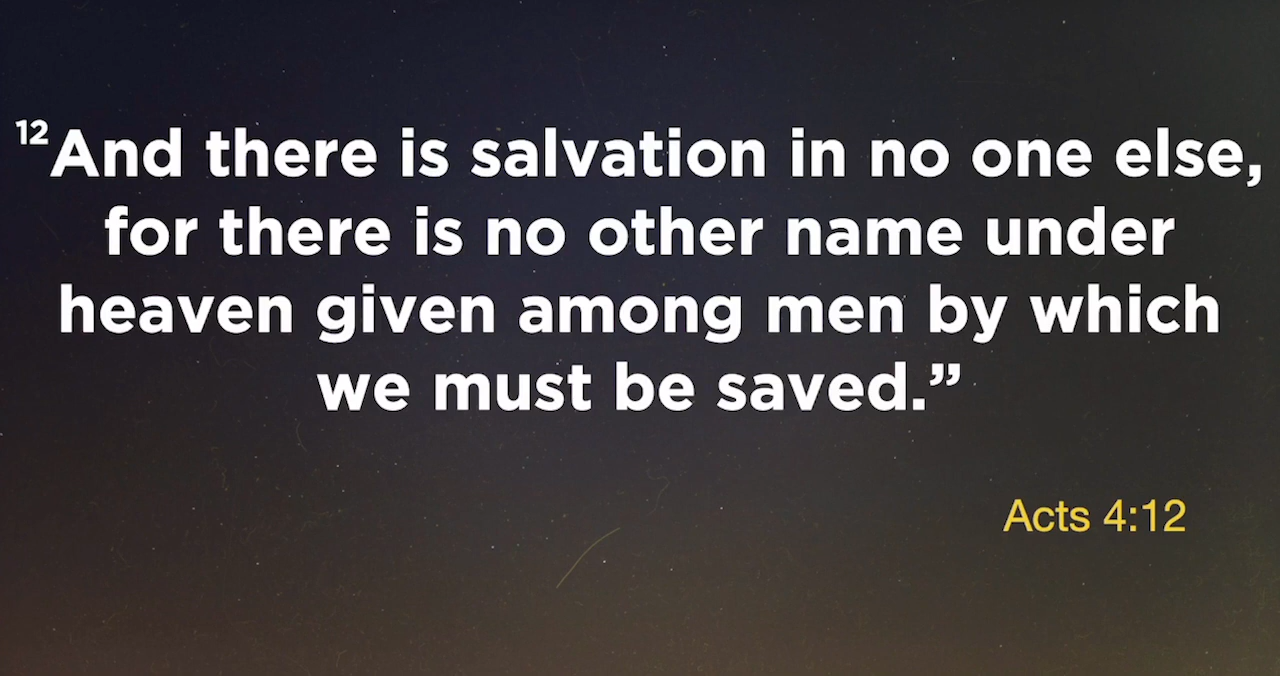 ¹²And there is salvation in no one else,
for there is no other name under
heaven given among men by which
we must be saved.”
Acts 4:12